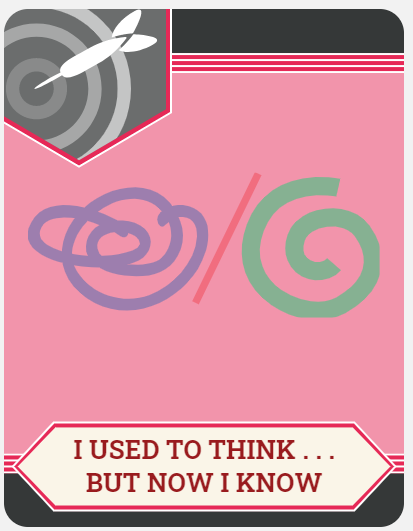 I USED TO THINK . . .
BUT NOW I KNOW